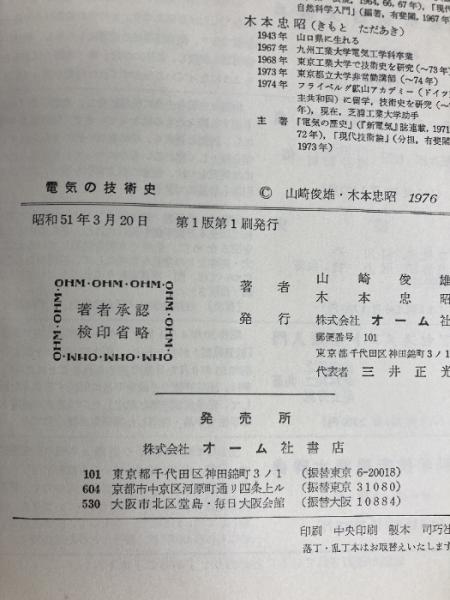 然, 1964, 66, 67年),「現代
自然科学入門」(編著, 有斐閣, 1967年
木本忠昭(きもと ただあき)
1943年 山口県に生れる
1967年 九州工業大学電気工学科卒業
1968年 東京工業大学で技術史を研究(〜73年)
1973年 東京都立大学非常勤講師(〜74年)
1974年 フライベルグ鉱山アカデミー(ドイツ
主共和国)に留学, 技術史を研究(〜
年), 現在, 芝浦工業大学助手
主著 『電気の歴史』(『新電気』誌連載, 1971
72年),「現代技術論」(分担, 有斐閣
1973年)
電気の技術史
© 山崎俊雄・木本忠昭 1976
昭和51年3月20日 第1版第1刷発行
OHM・OHM・OHM・OHM
著者承認
検印省略
著者 山崎俊雄
木本忠昭
発行 株式会社 オーム社
郵便番号 101
東京都千代田区神田錦町3ノ1
代表者 三井正光
発売所
株式会社 オーム社書店
101 東京都千代田区神田錦町3ノ1 (振替東京 6-20018)
604 京都市中京区河原町通リ四条上ル (振替京都 31080)
530 大阪市北区堂島・毎日大阪会館 (振替大阪 10884)
印刷 中央印刷 製本 司巧社
落丁・乱丁本はお取替えいたします